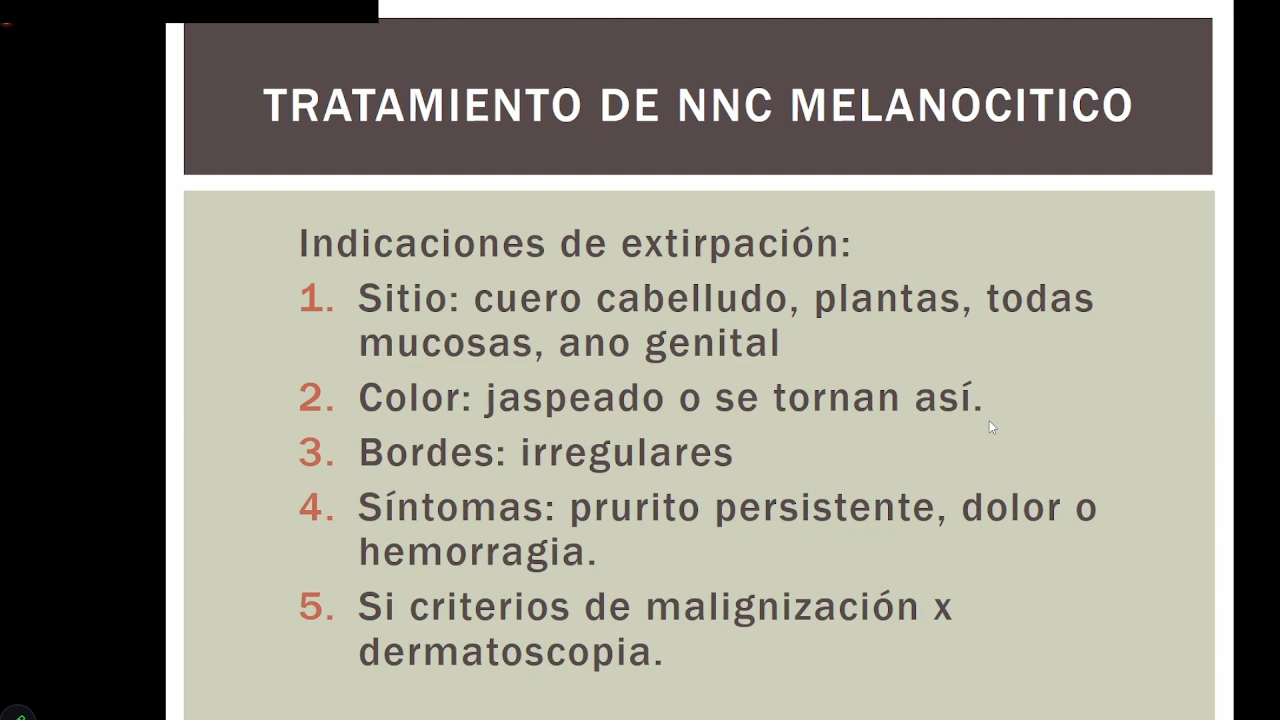 TRATAMIENTO DE NNC MELANOCITICO
Indicaciones de extirpación:
1. Sitio: cuero cabelludo, plantas, todas
mucosas, ano genital
2. Color: jaspeado o se tornan así.
3. Bordes: irregulares
4. Síntomas: prurito persistente, dolor o
hemorragia.
5. Si criterios de malignización x
dermatoscopia.